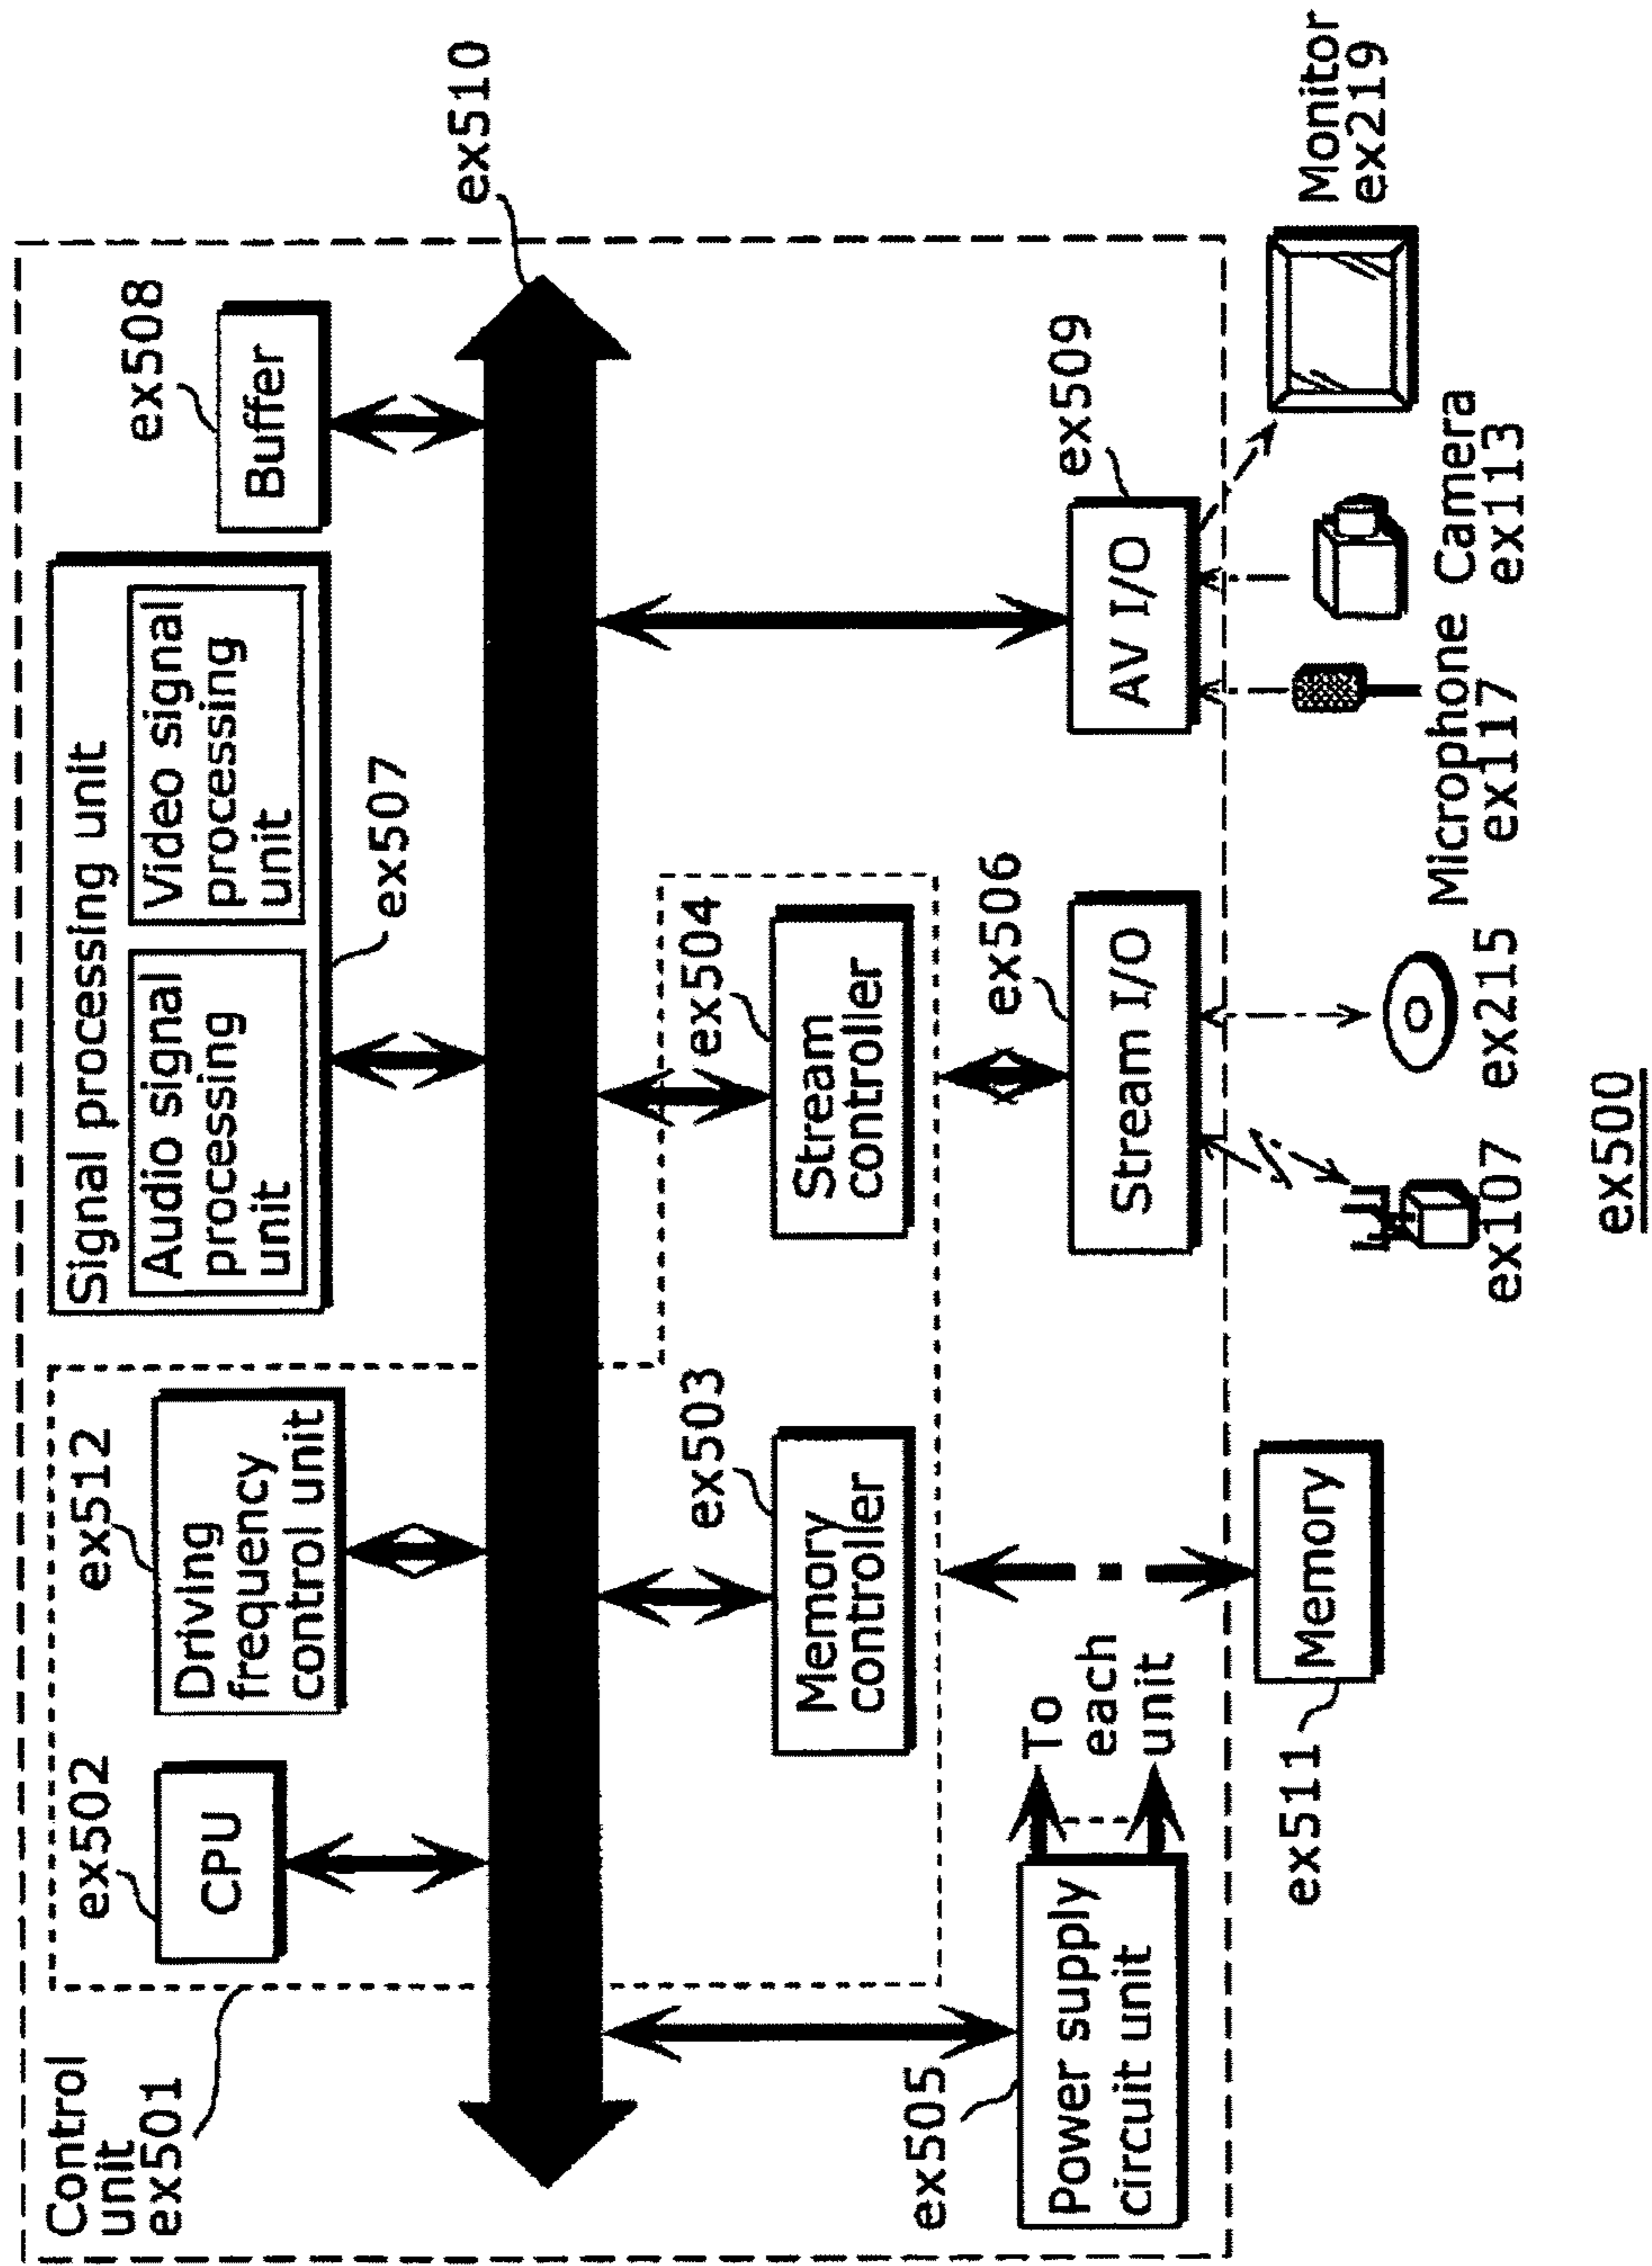 Control
unit
ex501
ex502
CPU
ex512
Driving
frequency
control unit
Signal processing unit
Audio signal
processing
unit
Video signal
processing
unit
ex507
ex508
Buffer
ex510
ex503
Memory
controller
ex504
Stream
controller
ex505
Power supply
circuit unit
To
each
unit
ex506
Stream I/O
ex509
AV I/O
ex511
Memory
ex107
ex215
Microphone
ex117
Camera
ex113
Monitor
ex219
ex500